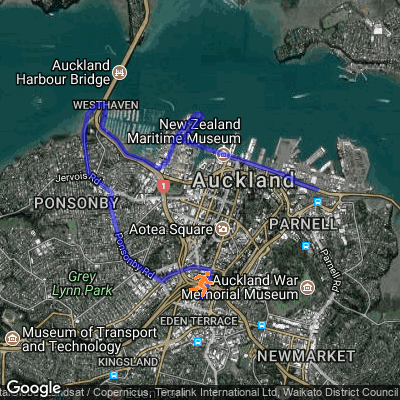 Auckland
Harbour Bridge
WESTHAVEN
New Zealand
Maritime Museum
Jervois Rd
1
Auckland
PONSONBY
Aotea Square
PARNELL
Ponsonby Rd
Parnell Rd
Grey
Lynn Park
Auckland War
Memorial Museum
EDEN TERRACE
Museum of Transport
and Technology
KINGSLAND
NEWMARKET
Google
Landsat / Copernicus, Terralink International Ltd, Waikato District Council